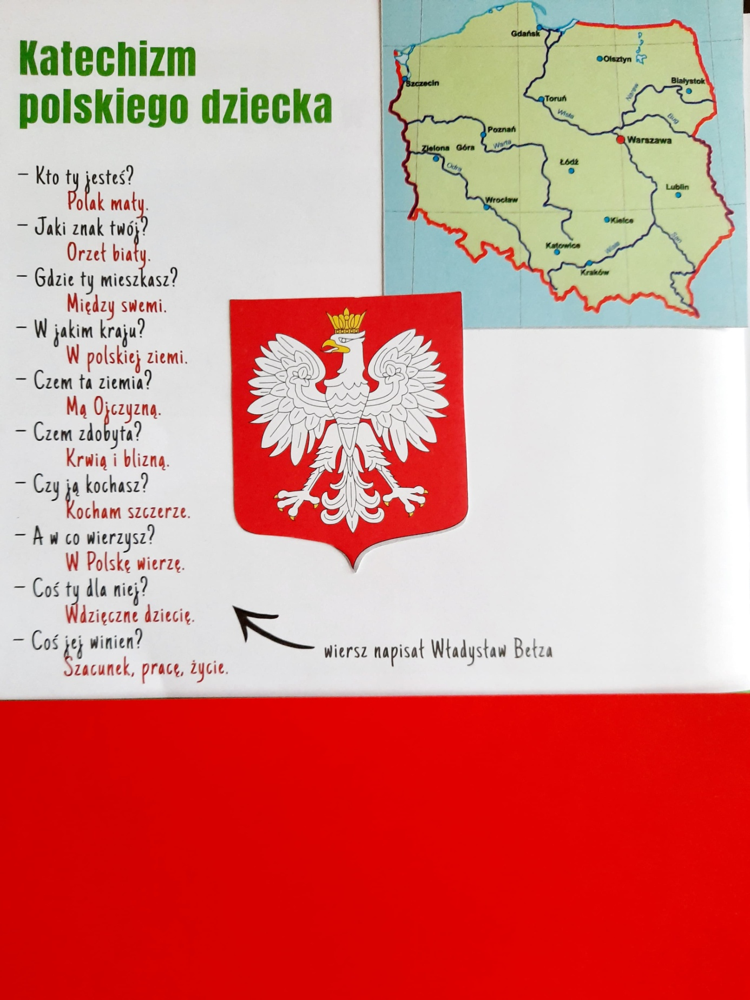 Katechizm
polskiego dziecka
– Kto ty jesteś?
Polak mały.
– Jaki znak twój?
Orzeł biały.
– Gdzie ty mieszkasz?
Między swemi.
– W jakim kraju?
W polskiej ziemi.
– Czem ta ziemia?
Mą Ojczyzną.
– Czem zdobyta?
Krwią i blizną.
– Czy ją kochasz?
Kocham szczerze.
– A w co wierzysz?
W Polskę wierzę.
– Coś ty dla niej?
Wdzięczne dziecię.
– Coś jej winien?
Szacunek, pracę, życie.
wiersz napisał Władysław Bełza
Gdańsk
Olsztyn
Szczecin
Białystok
Toruń
Narew
Wisła
Bug
Poznań
Warta
Warszawa
Zielona Góra
Odra
Łódź
Lublin
Wrocław
Kielce
San
Katowice
Wisła
Kraków